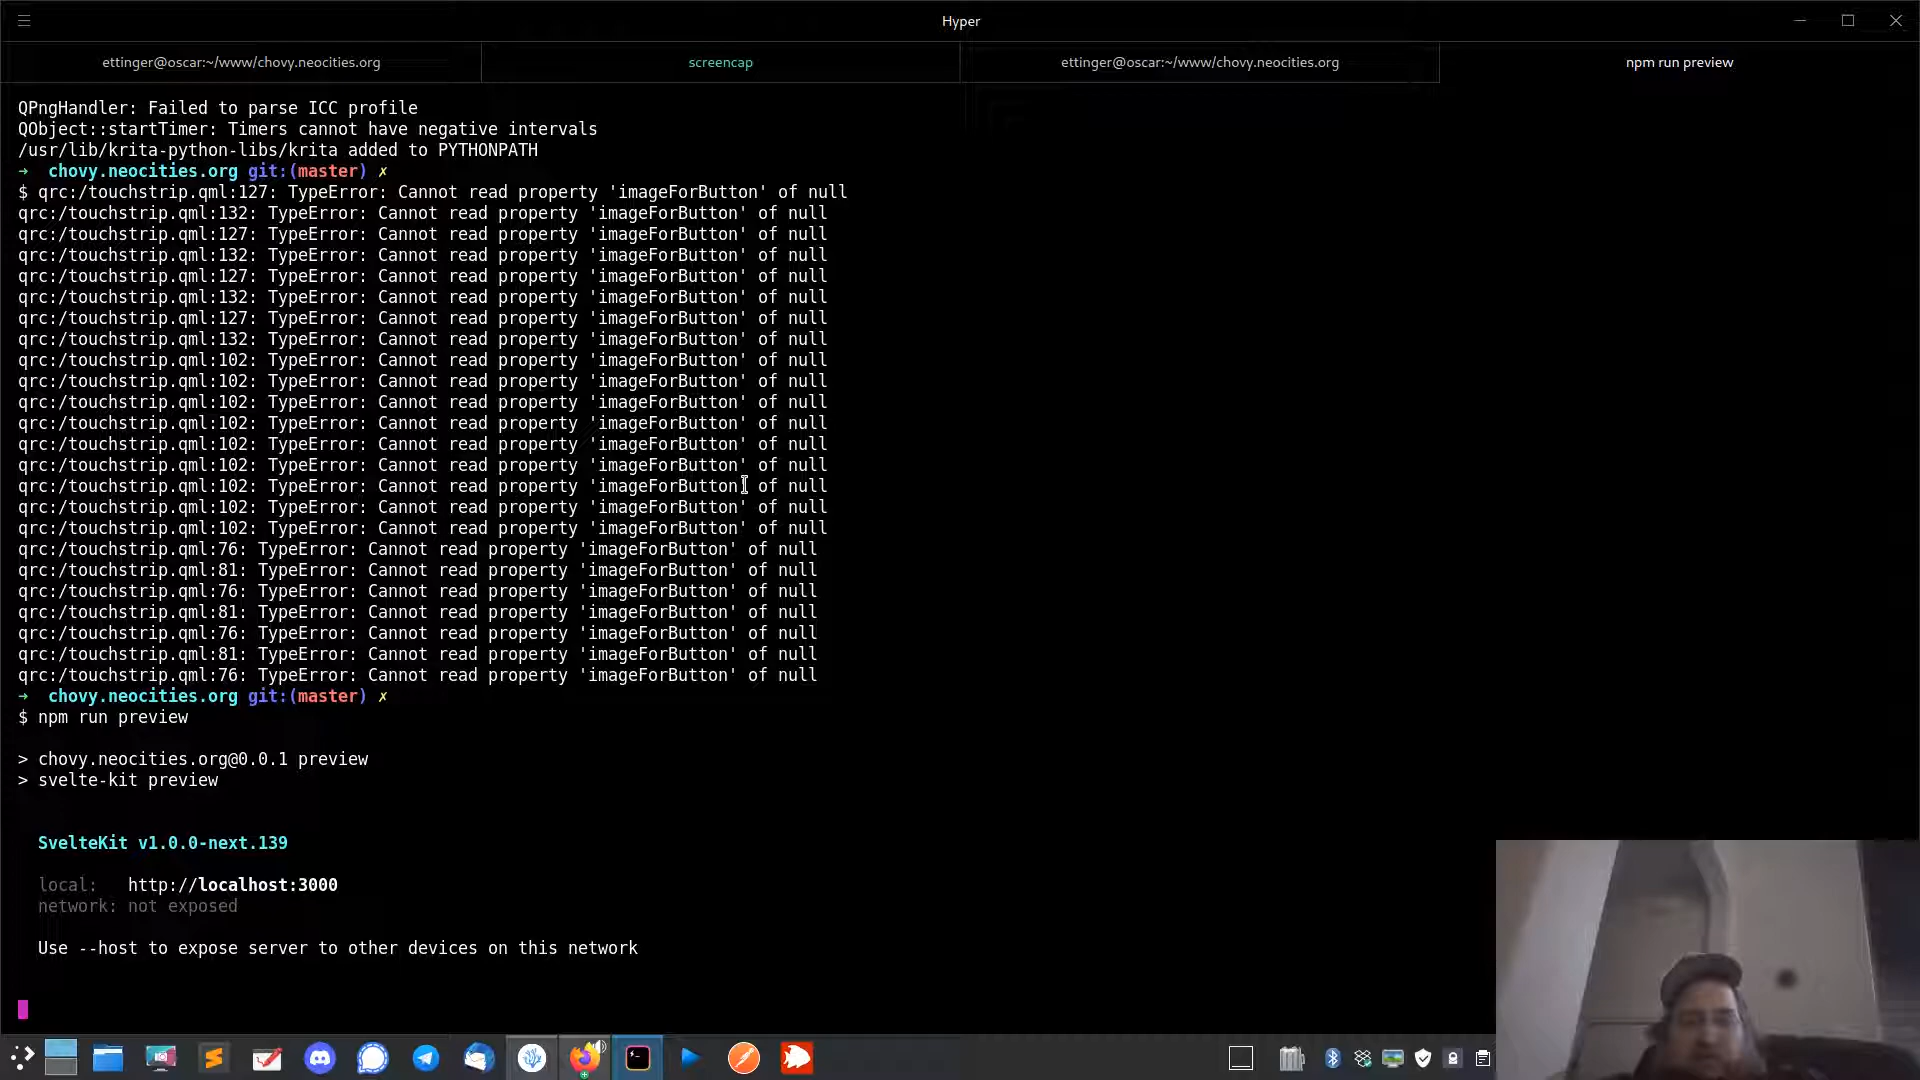 Hyper
ettinger@oscar:~/www/chovy.neocities.org
screencap
ettinger@oscar:~/www/chovy.neocities.org
npm run preview
QPngHandler: Failed to parse ICC profile
QObject::startTimer: Timers cannot have negative intervals
/usr/lib/krita-python-libs/krita added to PYTHONPATH
➜  chovy.neocities.org git:(master) ✗
$ qrc:/touchstrip.qml:127: TypeError: Cannot read property 'imageForButton' of null
qrc:/touchstrip.qml:132: TypeError: Cannot read property 'imageForButton' of null
qrc:/touchstrip.qml:127: TypeError: Cannot read property 'imageForButton' of null
qrc:/touchstrip.qml:132: TypeError: Cannot read property 'imageForButton' of null
qrc:/touchstrip.qml:127: TypeError: Cannot read property 'imageForButton' of null
qrc:/touchstrip.qml:132: TypeError: Cannot read property 'imageForButton' of null
qrc:/touchstrip.qml:127: TypeError: Cannot read property 'imageForButton' of null
qrc:/touchstrip.qml:132: TypeError: Cannot read property 'imageForButton' of null
qrc:/touchstrip.qml:102: TypeError: Cannot read property 'imageForButton' of null
qrc:/touchstrip.qml:102: TypeError: Cannot read property 'imageForButton' of null
qrc:/touchstrip.qml:102: TypeError: Cannot read property 'imageForButton' of null
qrc:/touchstrip.qml:102: TypeError: Cannot read property 'imageForButton' of null
qrc:/touchstrip.qml:102: TypeError: Cannot read property 'imageForButton' of null
qrc:/touchstrip.qml:102: TypeError: Cannot read property 'imageForButton' of null
qrc:/touchstrip.qml:102: TypeError: Cannot read property 'imageForButton' of null
qrc:/touchstrip.qml:102: TypeError: Cannot read property 'imageForButton' of null
qrc:/touchstrip.qml:102: TypeError: Cannot read property 'imageForButton' of null
qrc:/touchstrip.qml:76: TypeError: Cannot read property 'imageForButton' of null
qrc:/touchstrip.qml:81: TypeError: Cannot read property 'imageForButton' of null
qrc:/touchstrip.qml:76: TypeError: Cannot read property 'imageForButton' of null
qrc:/touchstrip.qml:81: TypeError: Cannot read property 'imageForButton' of null
qrc:/touchstrip.qml:76: TypeError: Cannot read property 'imageForButton' of null
qrc:/touchstrip.qml:81: TypeError: Cannot read property 'imageForButton' of null
qrc:/touchstrip.qml:76: TypeError: Cannot read property 'imageForButton' of null
➜  chovy.neocities.org git:(master) ✗
$ npm run preview
> chovy.neocities.org@0.0.1 preview
> svelte-kit preview
SvelteKit v1.0.0-next.139
local:   http://localhost:3000
network: not exposed
Use --host to expose server to other devices on this network